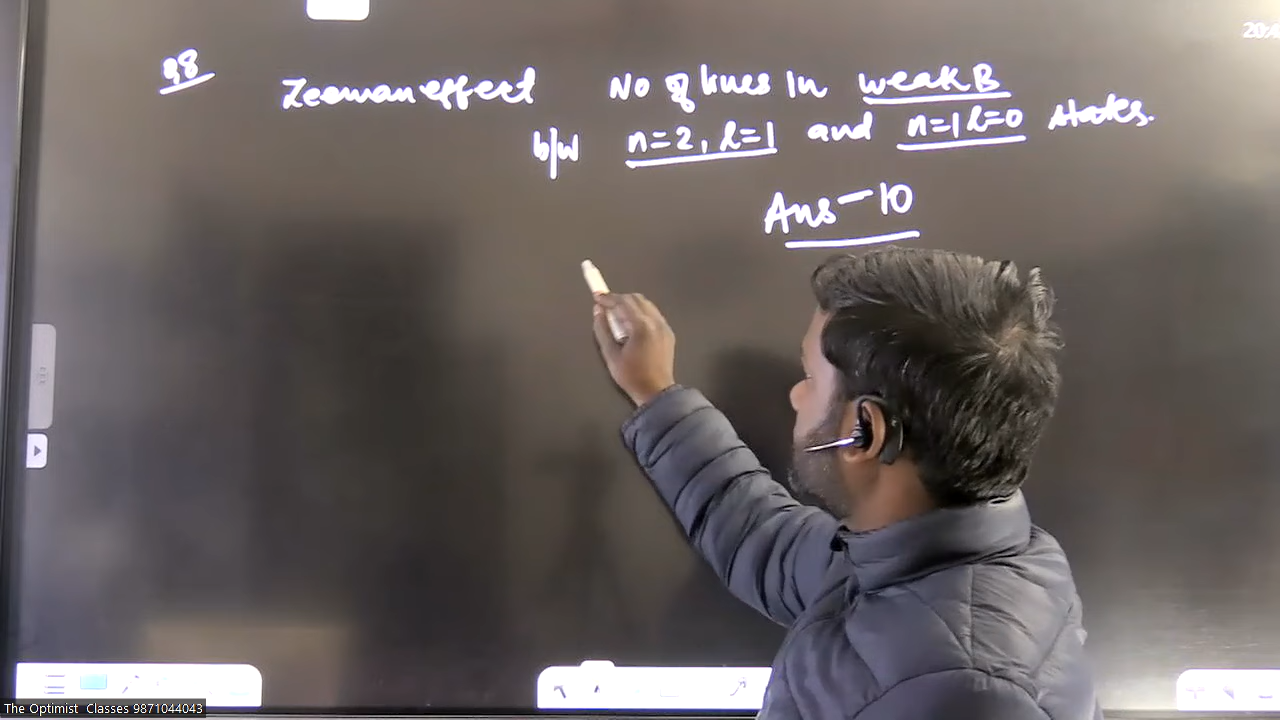 Q8 Zeeman effect No of lines in weak B
b/w n=2, l=1 and n=1 l=0 states.
Ans - 10
The Optimist Classes 9871044043